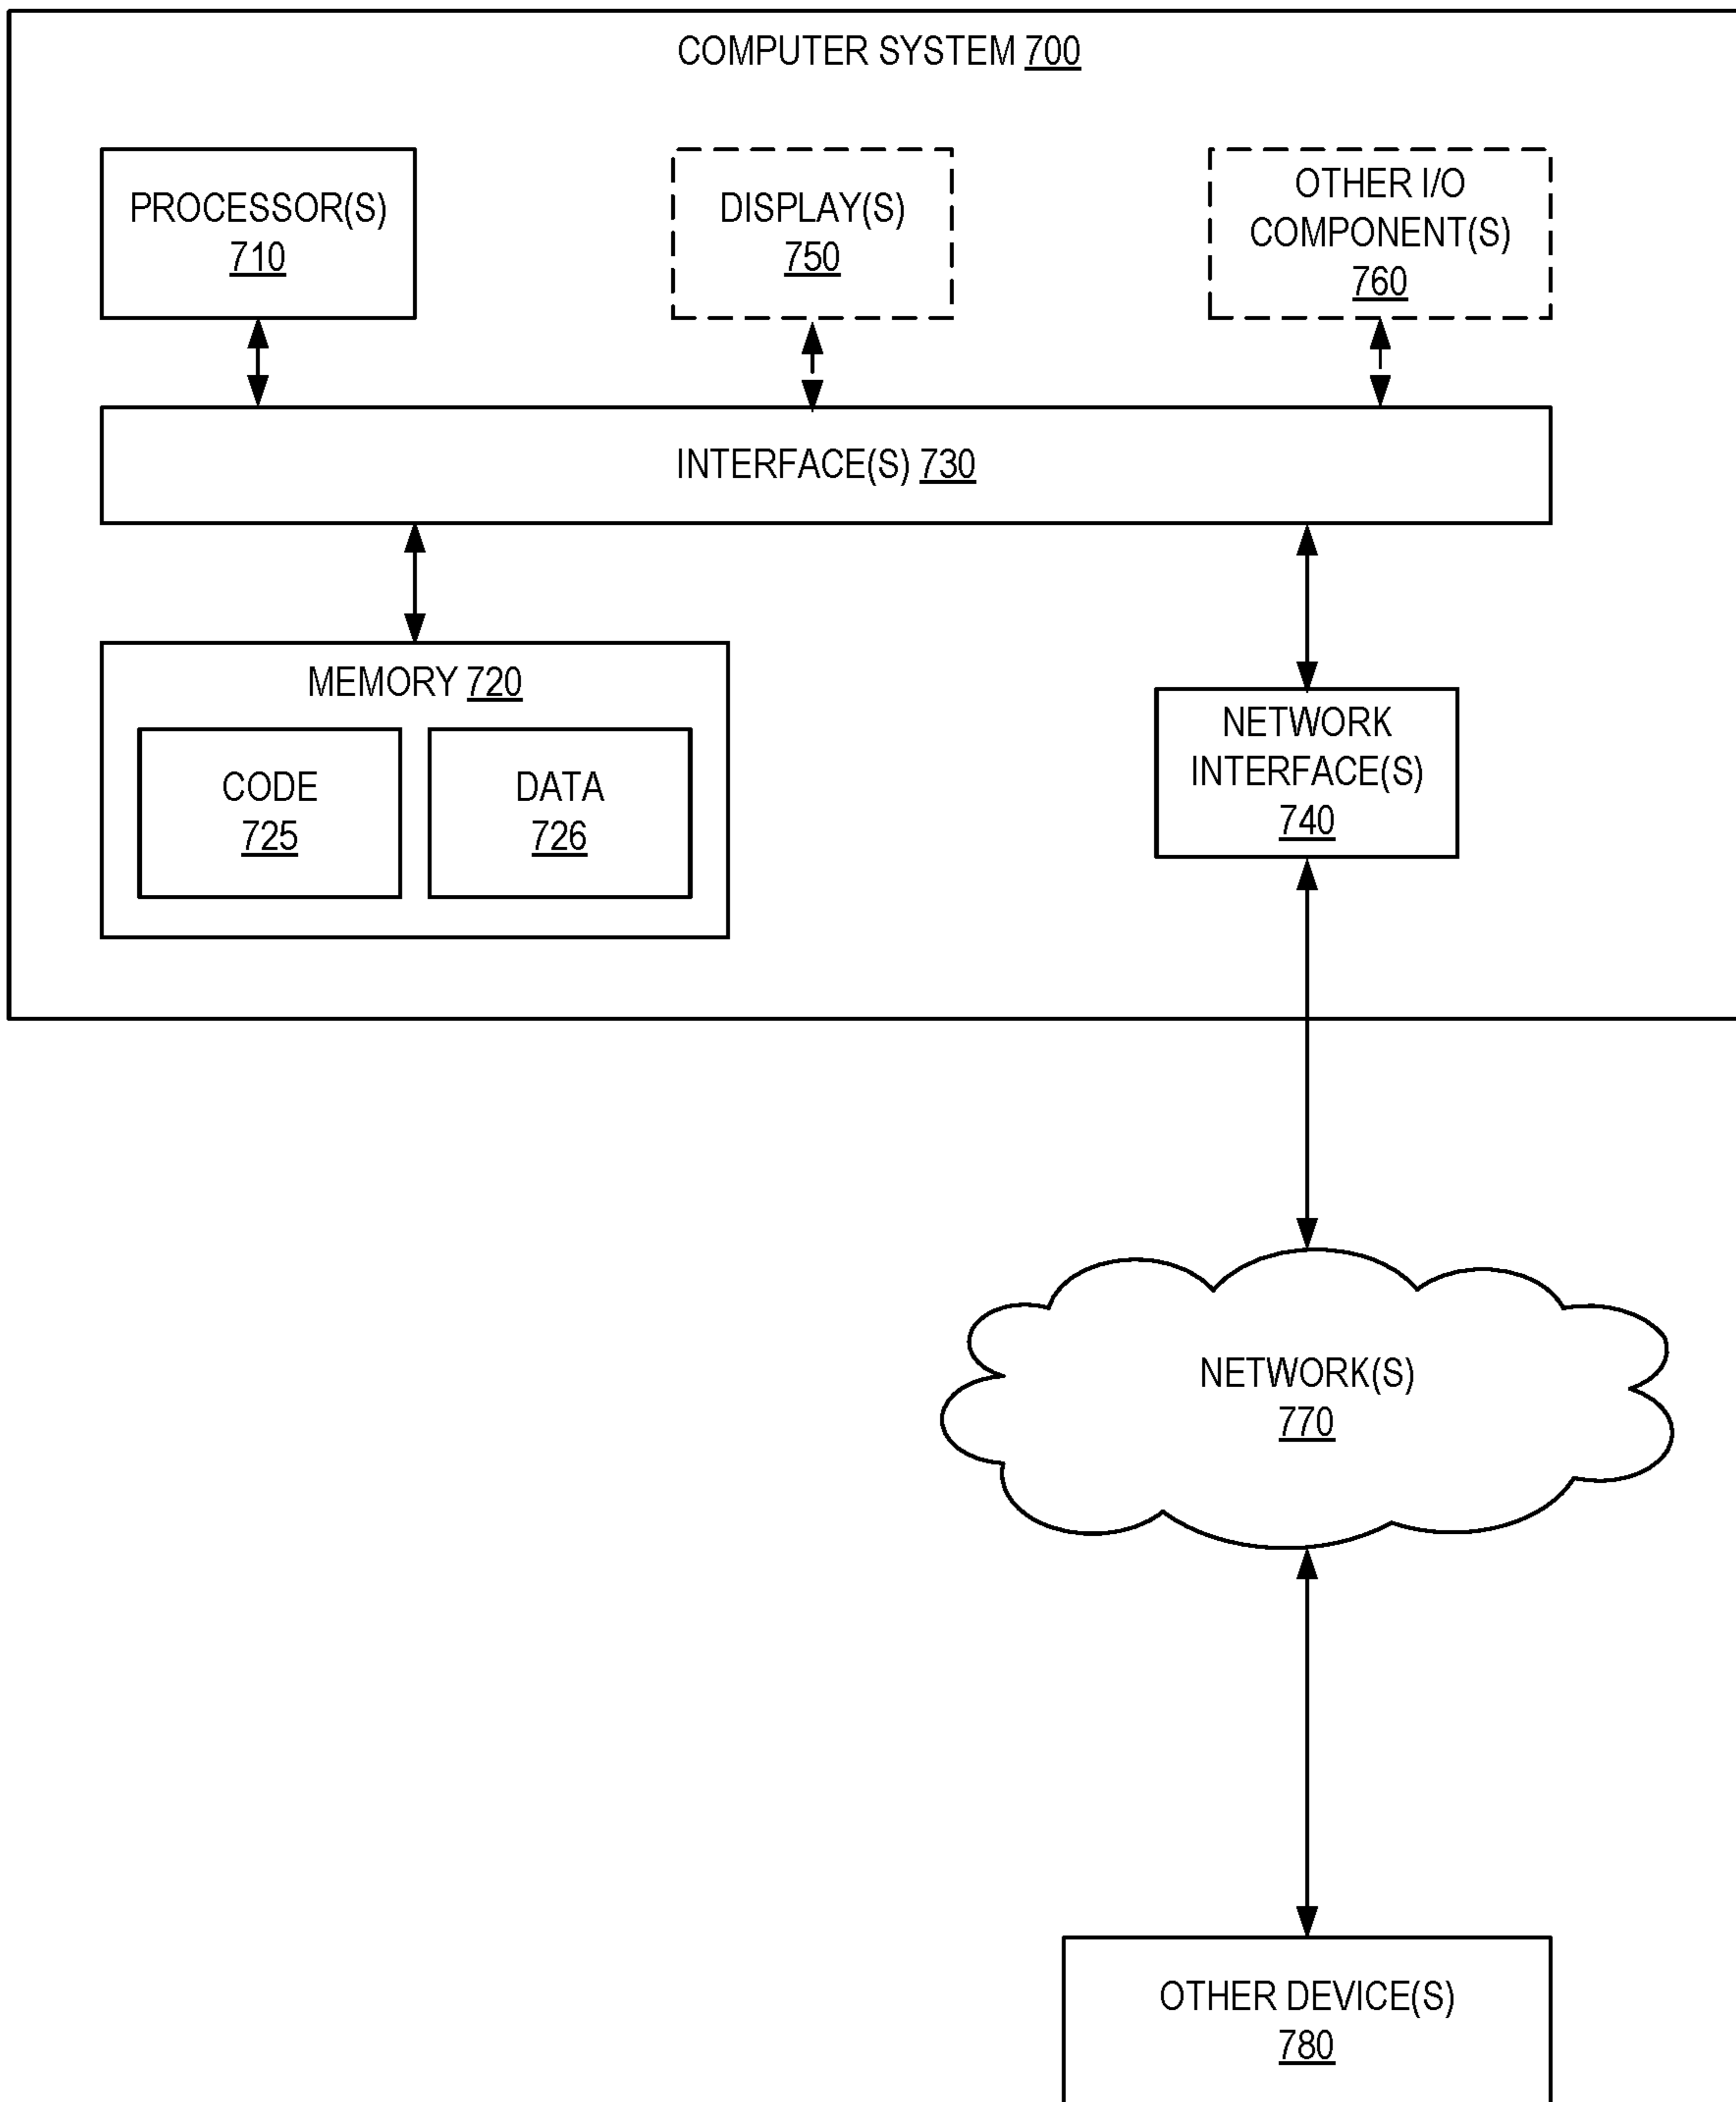 COMPUTER SYSTEM 700
PROCESSOR(S)
710
DISPLAY(S)
750
OTHER I/O
COMPONENT(S)
760
INTERFACE(S) 730
MEMORY 720
CODE
725
DATA
726
NETWORK
INTERFACE(S)
740
NETWORK(S)
770
OTHER DEVICE(S)
780